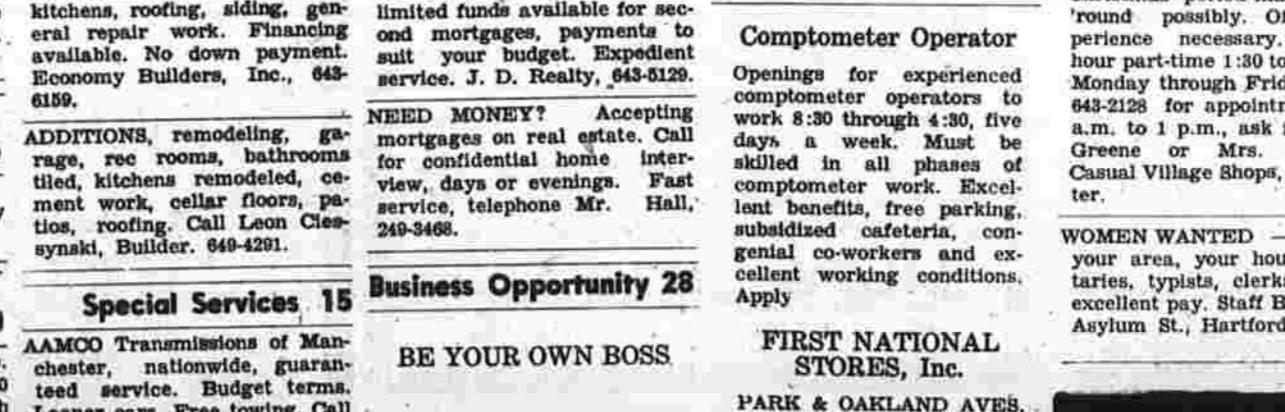 kitchens, roofing, siding, gen-
eral repair work. Financing
available. No down payment.
Economy Builders, Inc., 643-
6159.
ADDITIONS, remodeling, ga-
rage, rec rooms, bathrooms
tiled, kitchens remodeled, ce-
ment work, cellar floors, pa-
tios, roofing. Call Leon Cies-
synski, Builder. 649-4291.
Special Services 15
AAMCO Transmissions of Man-
chester, nationwide, guaran-
teed service. Budget terms.
Loaner cars. Free towing. Call
limited funds available for sec-
ond mortgages, payments to
suit your budget. Expedient
service. J. D. Realty, 643-5129.
NEED MONEY? Accepting
mortgages on real estate. Call
for confidential home inter-
view, days or evenings. Fast
service, telephone Mr. Hall,
249-3468.
Business Opportunity 28
BE YOUR OWN BOSS
Comptometer Operator
Openings for experienced
comptometer operators to
work 8:30 through 4:30, five
days a week. Must be
skilled in all phases of
comptometer work. Excel-
lent benefits, free parking,
subsidized cafeteria, con-
genial co-workers and ex-
cellent working conditions.
Apply
FIRST NATIONAL
STORES, Inc.
PARK & OAKLAND AVES.
'round possibly.
perience necessary.
hour part-time 1:30 to
Monday through
643-2128 for
a.m. to 1 p.m., ask
Greene or Mrs.
Casual Village Shops,
ter.
WOMEN WANTED —
your area, your
taries, typists,
excellent pay. Staff
Asylum St., Hartford